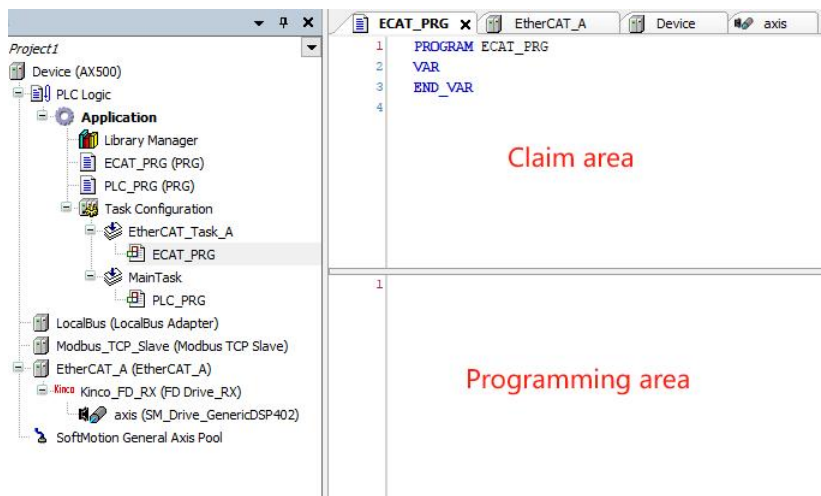 Project1
Device (AX500)
PLC Logic
Application
Library Manager
ECAT_PRG (PRG)
PLC_PRG (PRG)
Task Configuration
EtherCAT_Task_A
ECAT_PRG
MainTask
PLC_PRG
LocalBus (LocalBus Adapter)
Modbus_TCP_Slave (Modbus TCP Slave)
EtherCAT_A (EtherCAT_A)
Kinco Kinco_FD_RX (FD Drive_RX)
axis (SM_Drive_GenericDSP402)
SoftMotion General Axis Pool
ECAT_PRG EtherCAT_A Device axis
1 PROGRAM ECAT_PRG
2 VAR
3 END_VAR
4
Claim area
1
Programming area